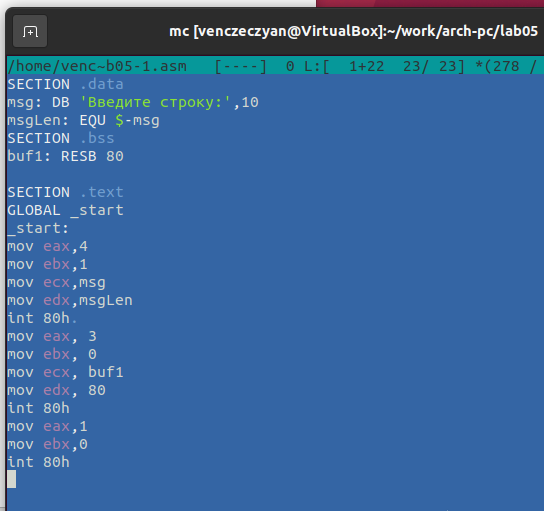 mc [venczeczyan@VirtualBox]:~/work/arch-pc/lab05
/home/venc~b05-1.asm   [----]  0 L:[  1+22  23/ 23] *(278 /
SECTION .data
msg: DB 'Введите строку:',10
msgLen: EQU $-msg
SECTION .bss
buf1: RESB 80

SECTION .text
GLOBAL _start
_start:
mov eax,4
mov ebx,1
mov ecx,msg
mov edx,msgLen
int 80h.
mov eax, 3
mov ebx, 0
mov ecx, buf1
mov edx, 80
int 80h
mov eax,1
mov ebx,0
int 80h